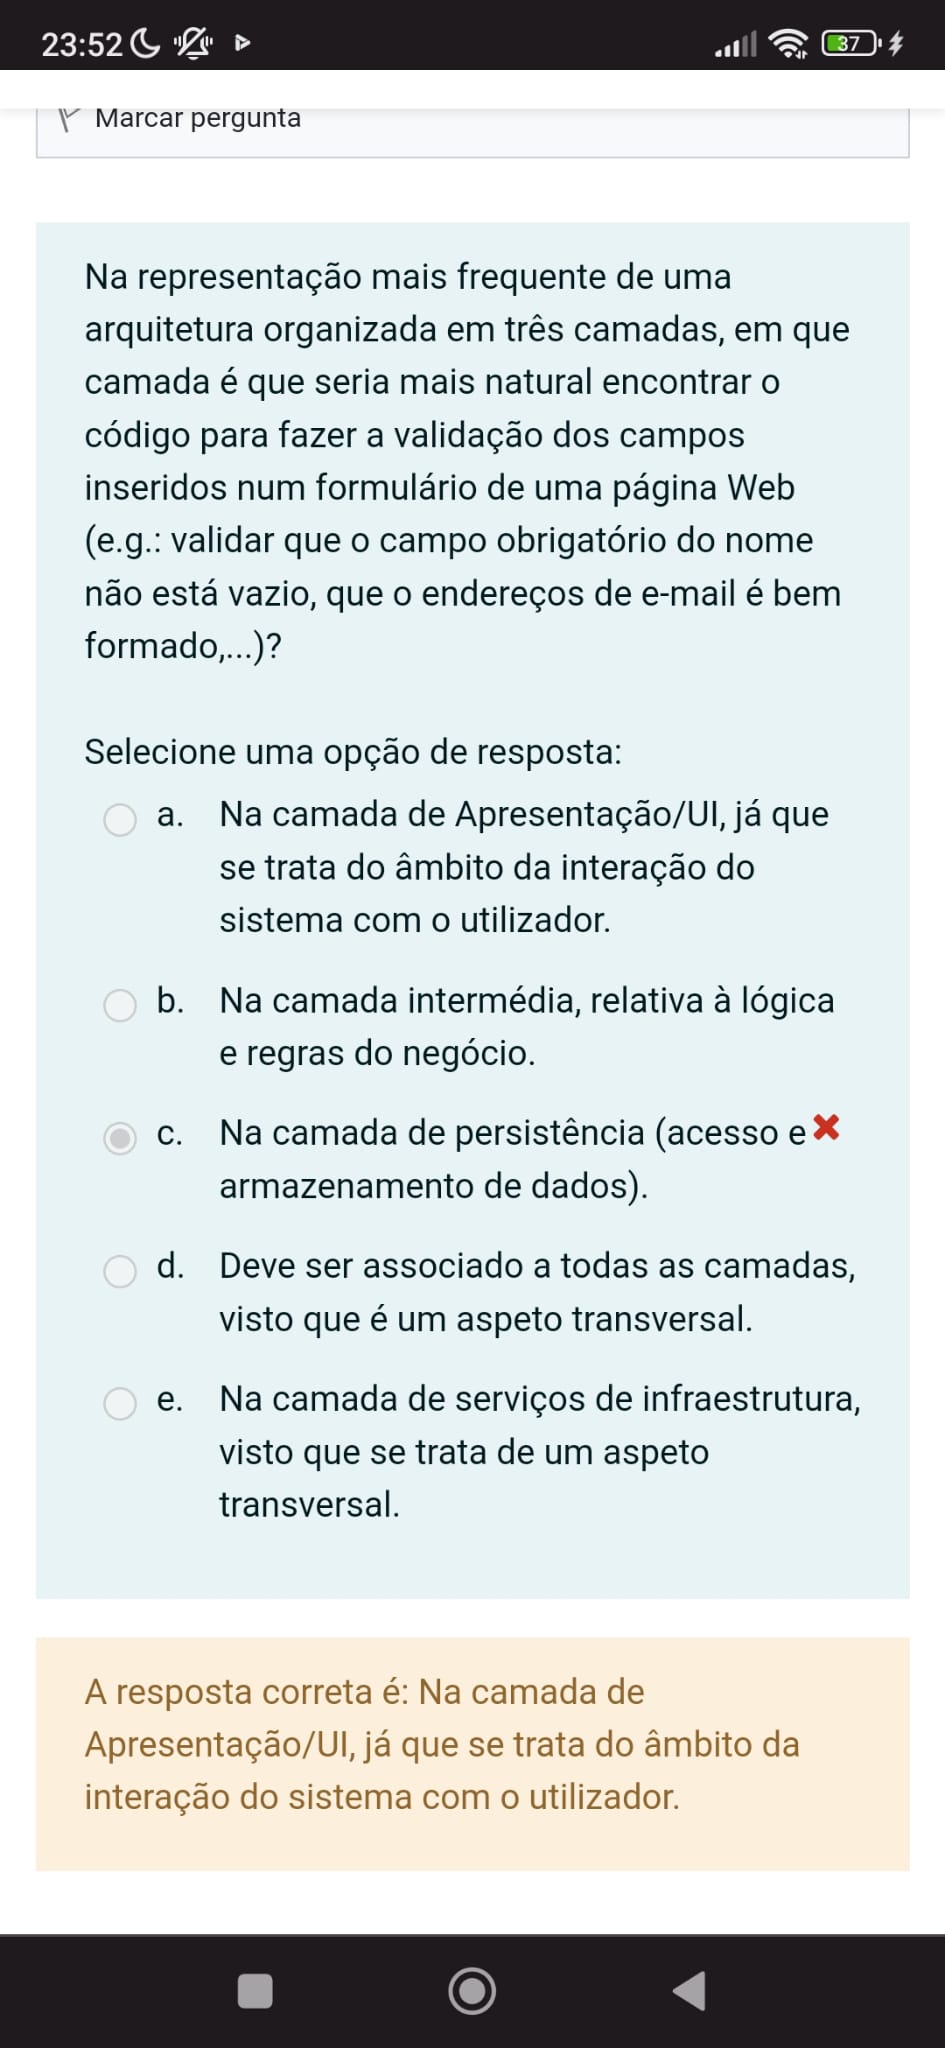 23:52
37
Marcar pergunta
Na representação mais frequente de uma
arquitetura organizada em três camadas, em que
camada é que seria mais natural encontrar o
código para fazer a validação dos campos
inseridos num formulário de uma página Web
(e.g.: validar que o campo obrigatório do nome
não está vazio, que o endereços de e-mail é bem
formado,...)?
Selecione uma opção de resposta:
a. Na camada de Apresentação/UI, já que
se trata do âmbito da interação do
sistema com o utilizador.
b. Na camada intermédia, relativa à lógica
e regras do negócio.
c. Na camada de persistência (acesso e
armazenamento de dados).
d. Deve ser associado a todas as camadas,
visto que é um aspeto transversal.
e. Na camada de serviços de infraestrutura,
visto que se trata de um aspeto
transversal.
A resposta correta é: Na camada de
Apresentação/UI, já que se trata do âmbito da
interação do sistema com o utilizador.